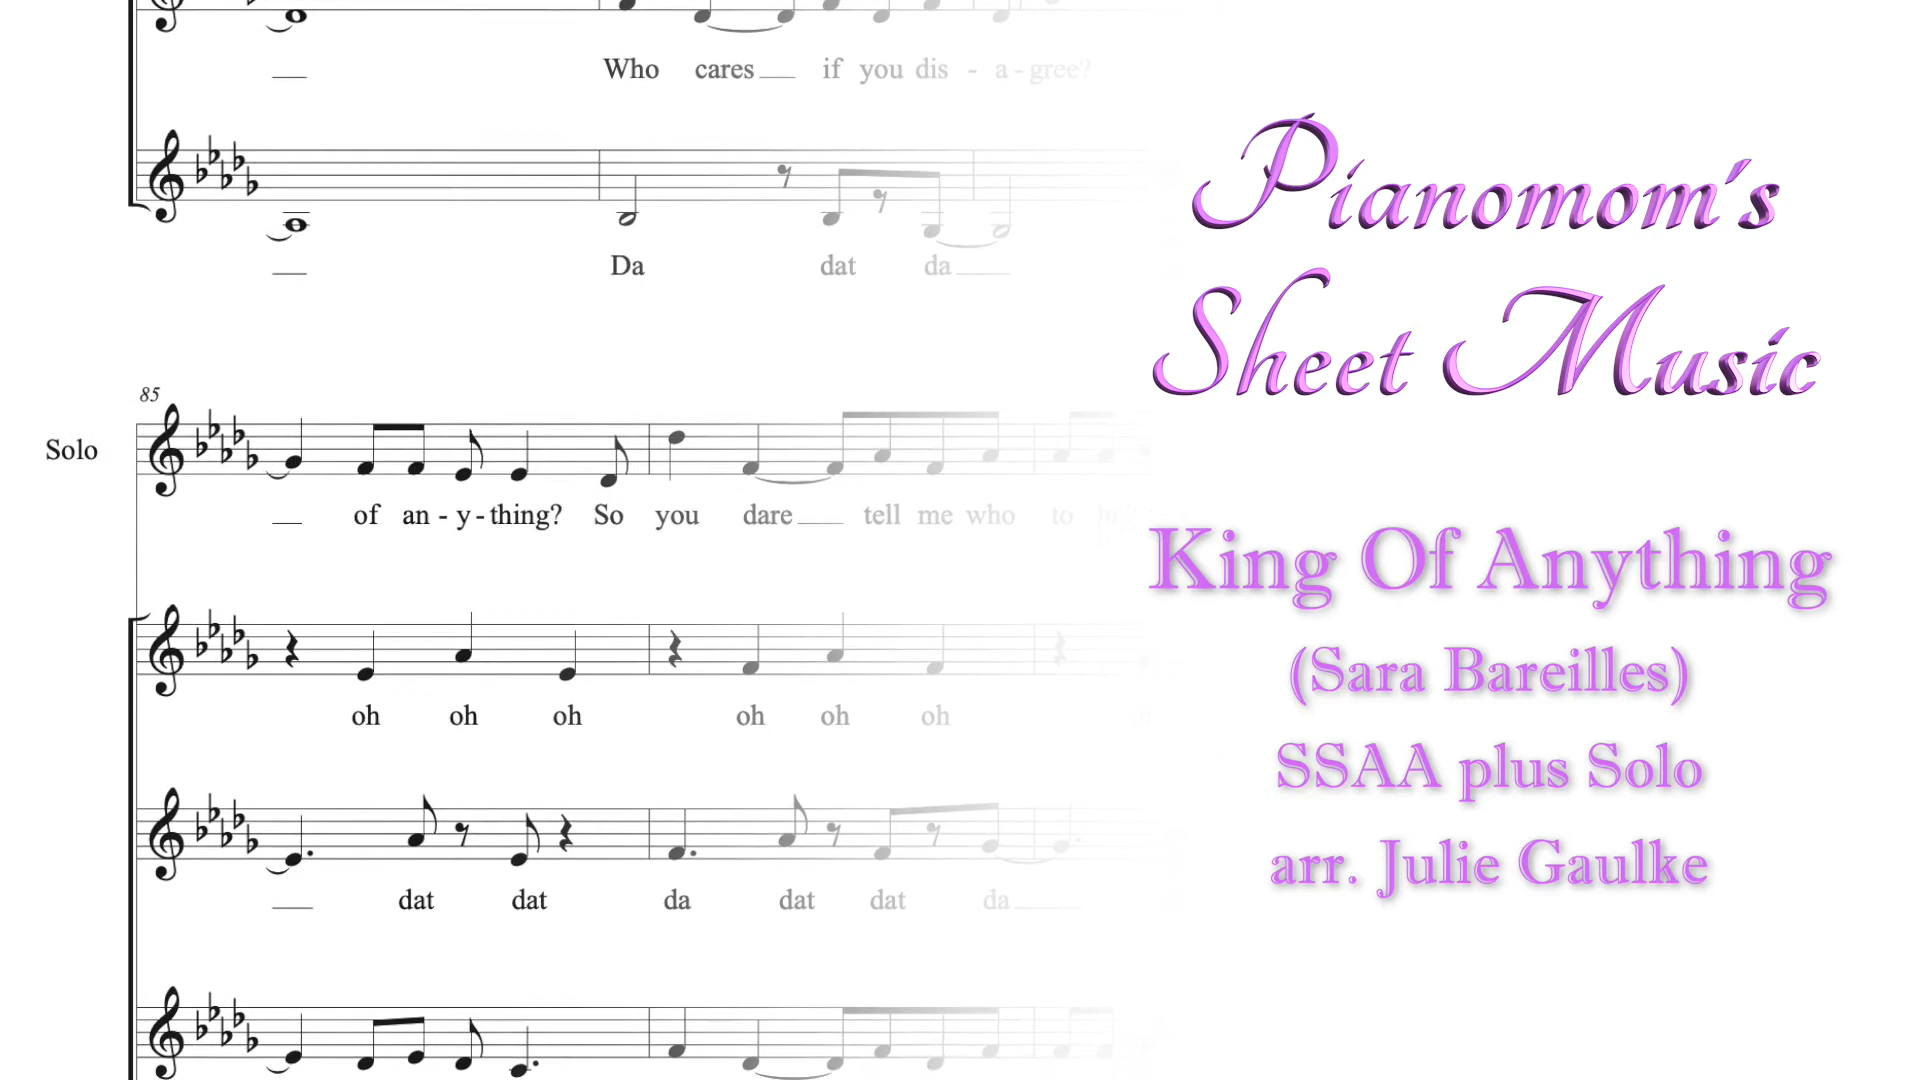 Who cares if you dis - a - gree?
Da dat da
85
Solo
of an - y - thing? So you dare tell me who to
oh oh oh oh oh oh
dat dat da dat dat da
Pianomom's
Sheet Music
King Of Anything
(Sara Bareilles)
SSAA plus Solo
arr. Julie Gaulke